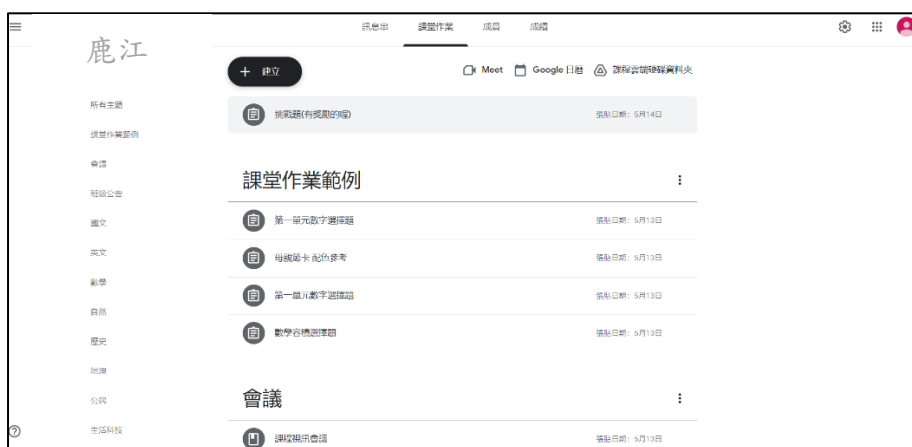 訊息串 課堂作業 成員 成績
鹿江
+ 建立
Meet Google 日曆 課程雲端硬碟資料夾
所有主題
課堂作業範例
會議
班級公告
國文
英文
數學
自然
歷史
地理
公民
生活科技
挑戰題(有獎勵的喔) 張貼日期：5月14日
課堂作業範例
第一單元數字選擇題 張貼日期：5月13日
母親節卡 配色參考 張貼日期：5月13日
第一單元數字選擇題 張貼日期：5月13日
數學容積選擇題 張貼日期：5月13日
會議
課程視訊會議 張貼日期：5月13日